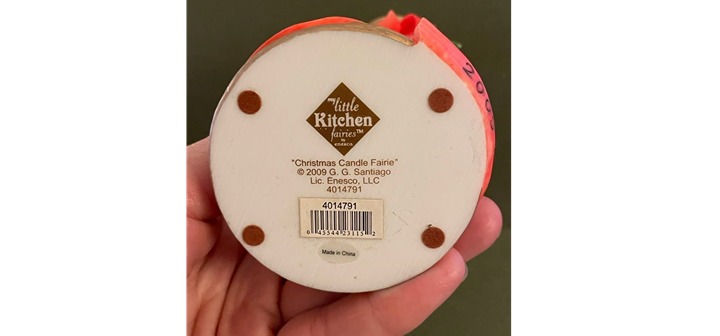 my little
Kitchen
fairies™
by
enesco
"Christmas Candle Fairie"
© 2009 G. G. Santiago
Lic. Enesco, LLC
4014791
4014791
0 45544 23115 2
Made in China